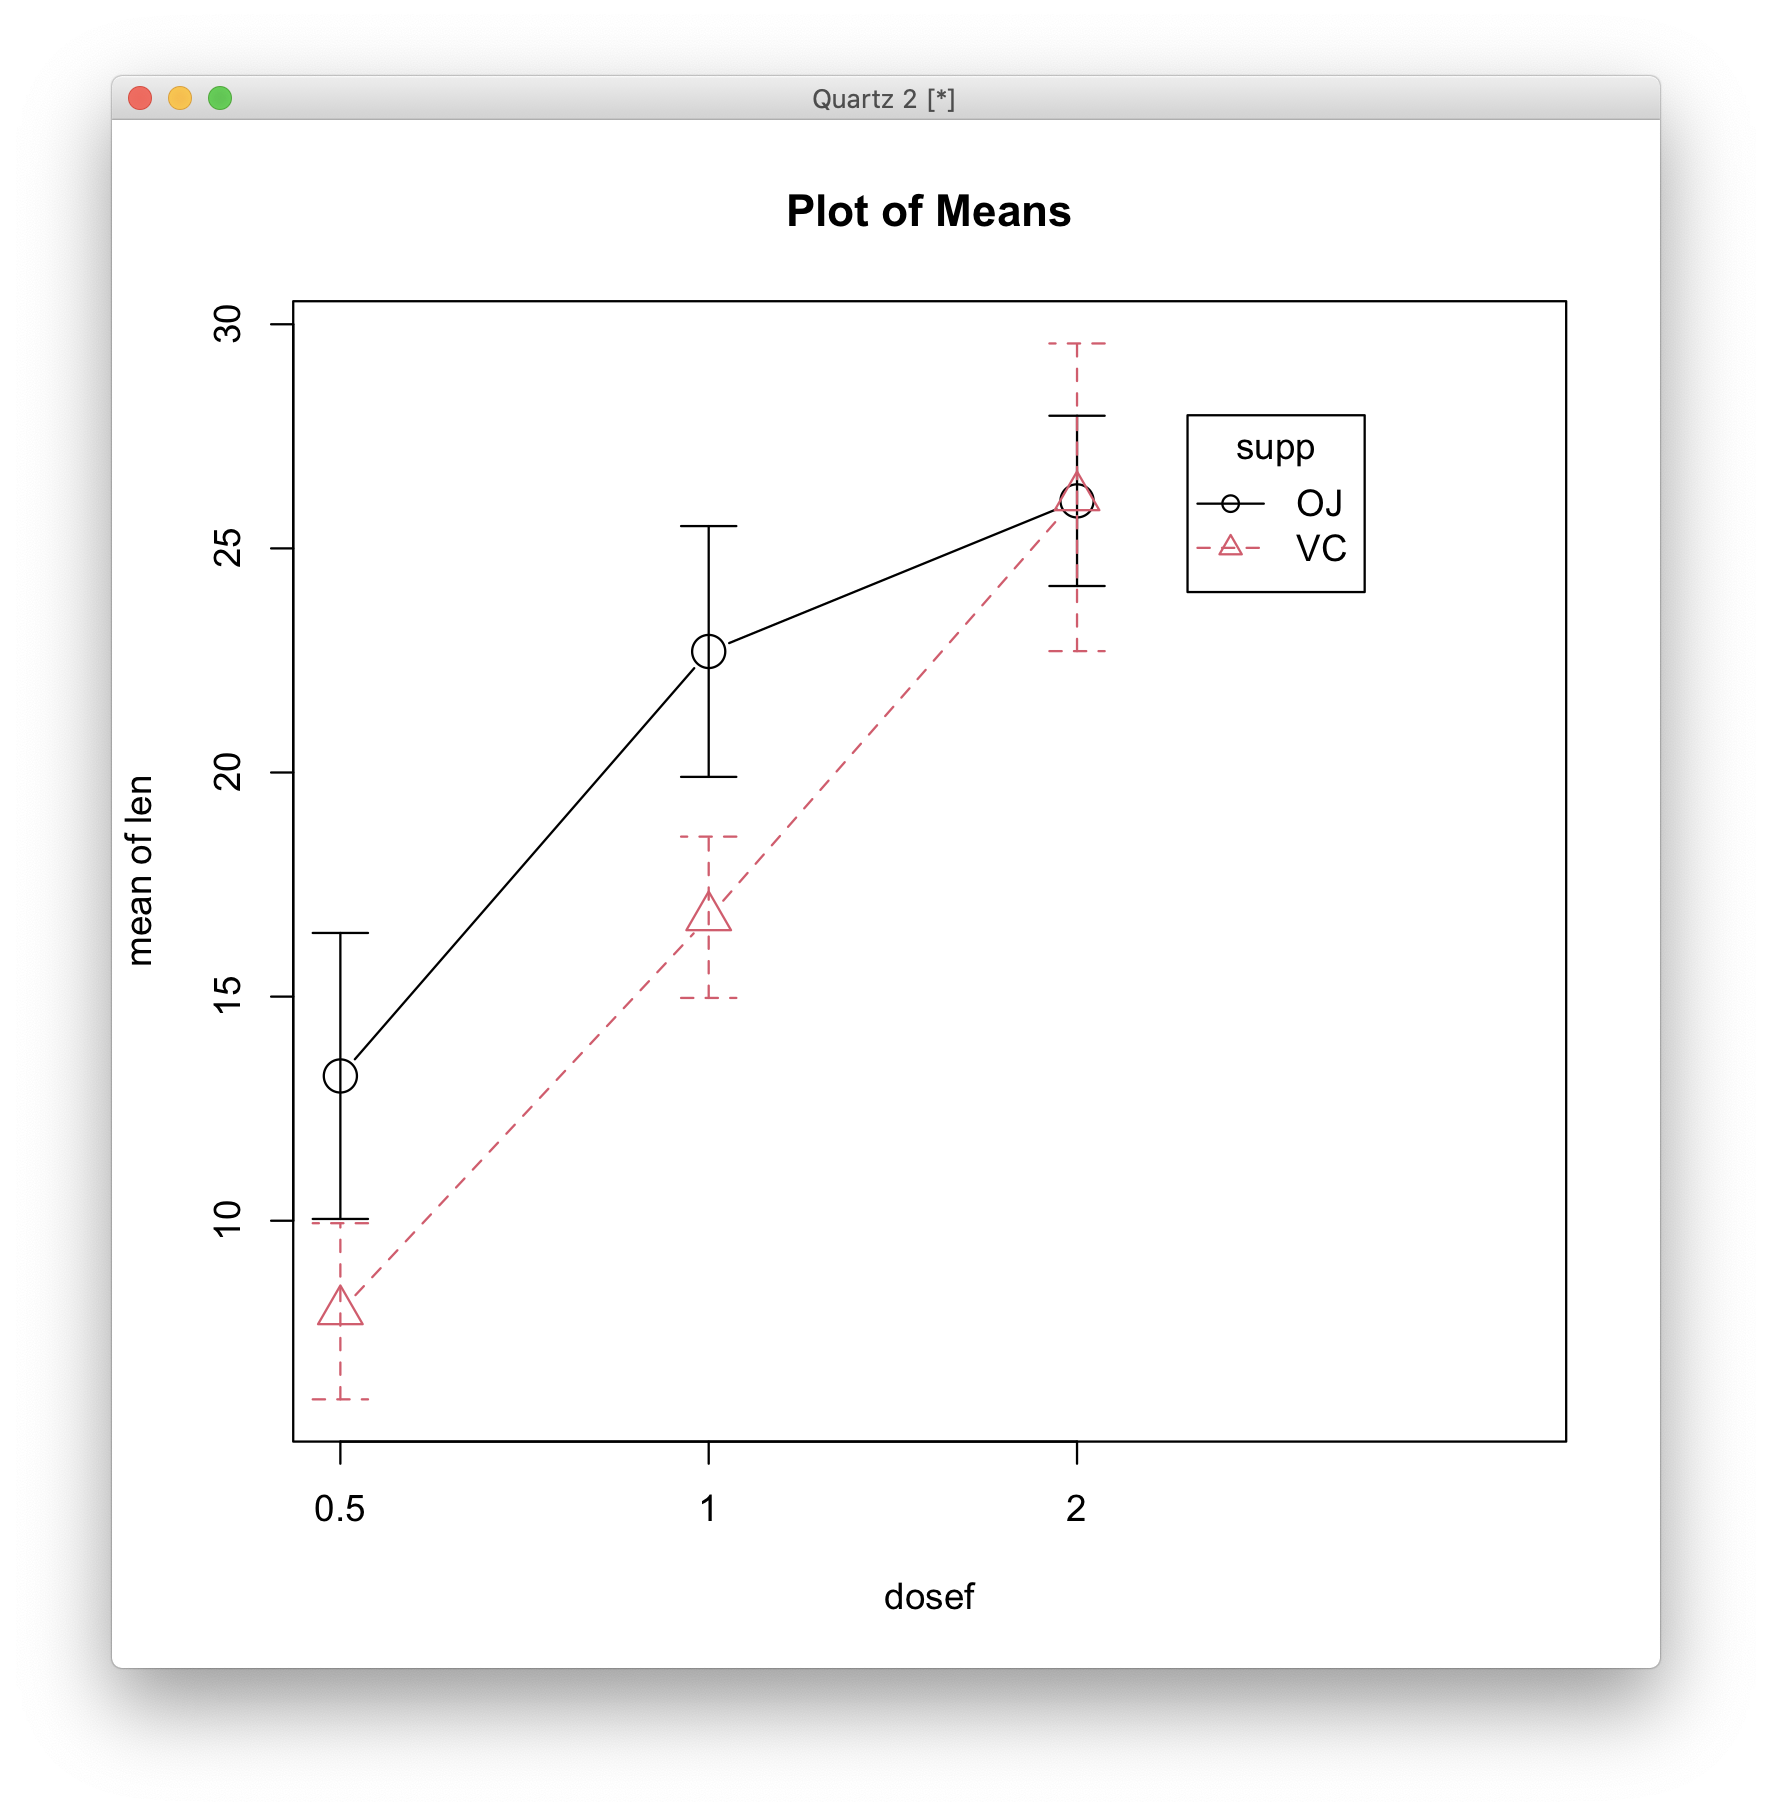 Quartz 2 [*]
Plot of Means
mean of len
30
25
20
15
10
supp
OJ
VC
0.5 1 2
dosef